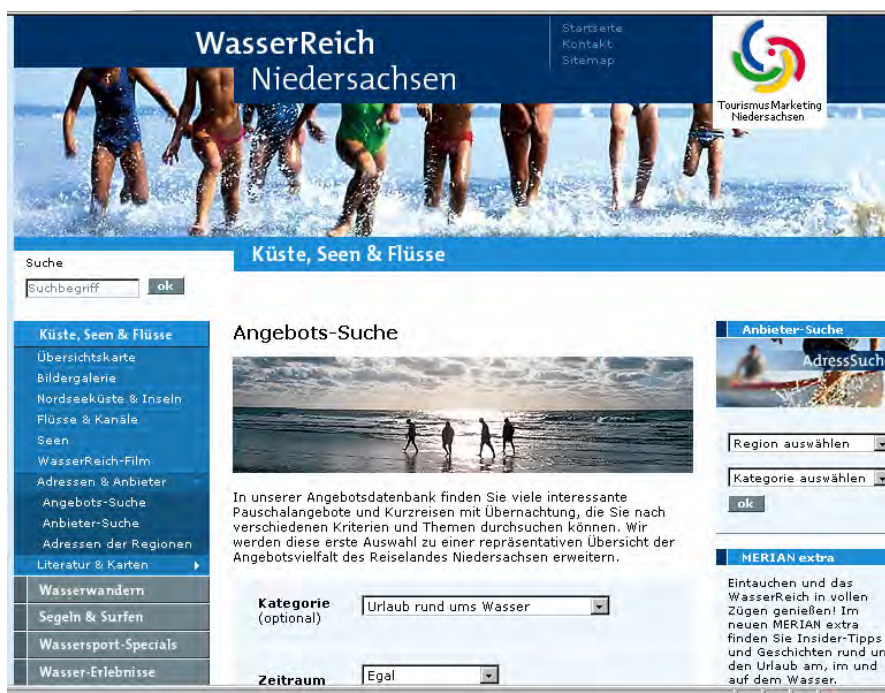 WasserReich
Niedersachsen
Startseite
Kontakt
Sitemap
Tourismus Marketing
Niedersachsen
Küste, Seen & Flüsse
Suche
Suchbegriff
ok
Küste, Seen & Flüsse
Übersichtskarte
Bildergalerie
Nordseeküste & Inseln
Flüsse & Kanäle
Seen
WasserReich-Film
Adressen & Anbieter
Angebots-Suche
Anbieter-Suche
Adressen der Regionen
Literatur & Karten
Wasserwandern
Segeln & Surfen
Wassersport-Specials
Wasser-Erlebnisse
Angebots-Suche
In unserer Angebotsdatenbank finden Sie viele interessante
Pauschalangebote und Kurzreisen mit Übernachtung, die Sie nach
verschiedenen Kriterien und Themen durchsuchen können. Wir
werden diese erste Auswahl zu einer repräsentativen Übersicht der
Angebotsvielfalt des Reiselandes Niedersachsen erweitern.
Kategorie
(optional)
Urlaub rund ums Wasser
Zeitraum
Egal
Anbieter-Suche
AdressSuch
Region auswählen
Kategorie auswählen
ok
MERIAN extra
Eintauchen und das
WasserReich in vollen
Zügen genießen! Im
neuen MERIAN extra
finden Sie Insider-Tipps
und Geschichten rund un
den Urlaub am, im und
auf dem Wasser.